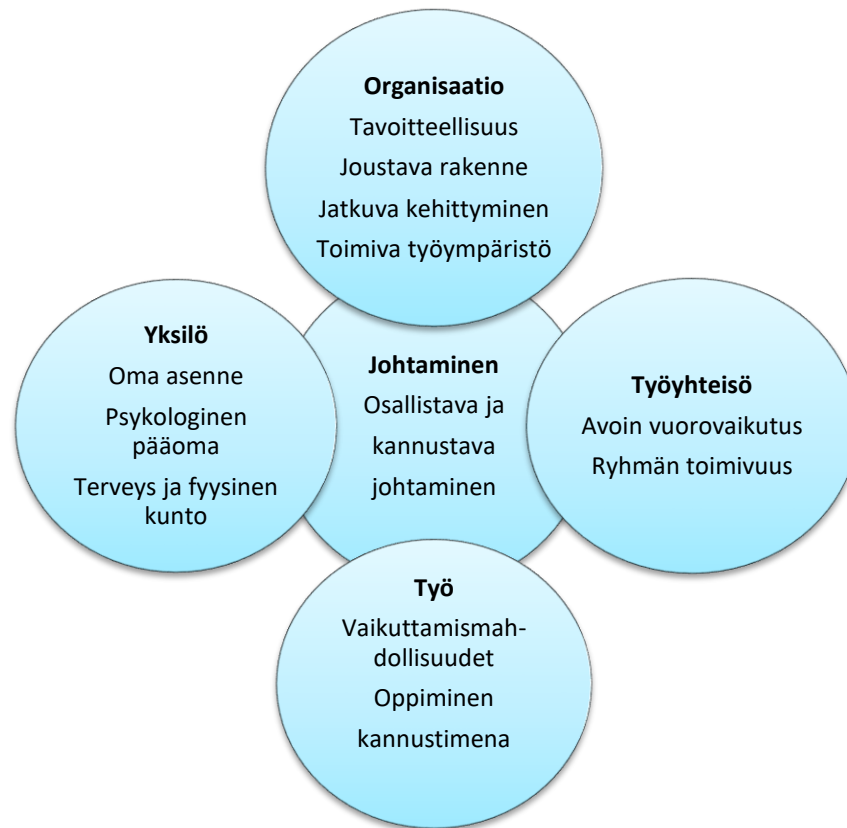 Organisaatio
Tavoitteellisuus
Joustava rakenne
Jatkuva kehittyminen
Toimiva työympäristö
Yksilö
Oma asenne
Psykologinen
pääoma
Terveys ja fyysinen
kunto
Johtaminen
Osallistava ja
kannustava
johtaminen
Työyhteisö
Avoin vuorovaikutus
Ryhmän toimivuus
Työ
Vaikuttamismah-
dollisuudet
Oppiminen
kannustimena